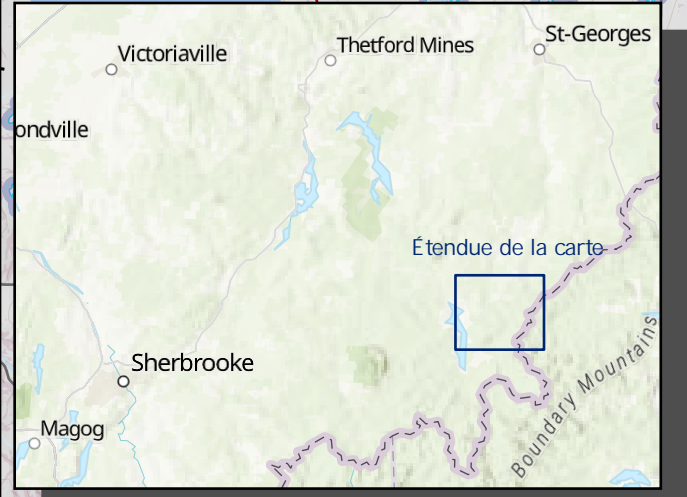 St-Georges
Thetford Mines
Victoriaville
ondville
Étendue de la carte
Sherbrooke
Boundary Mountains
Magog